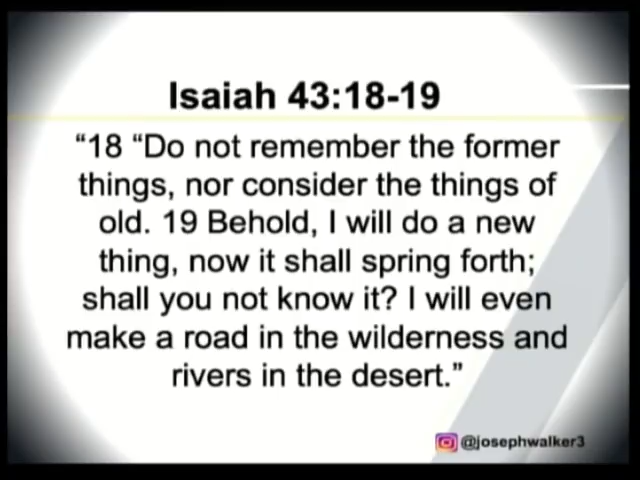 Isaiah 43:18-19
“18 “Do not remember the former
things, nor consider the things of
old. 19 Behold, I will do a new
thing, now it shall spring forth;
shall you not know it? I will even
make a road in the wilderness and
rivers in the desert.”
@josephwalker3